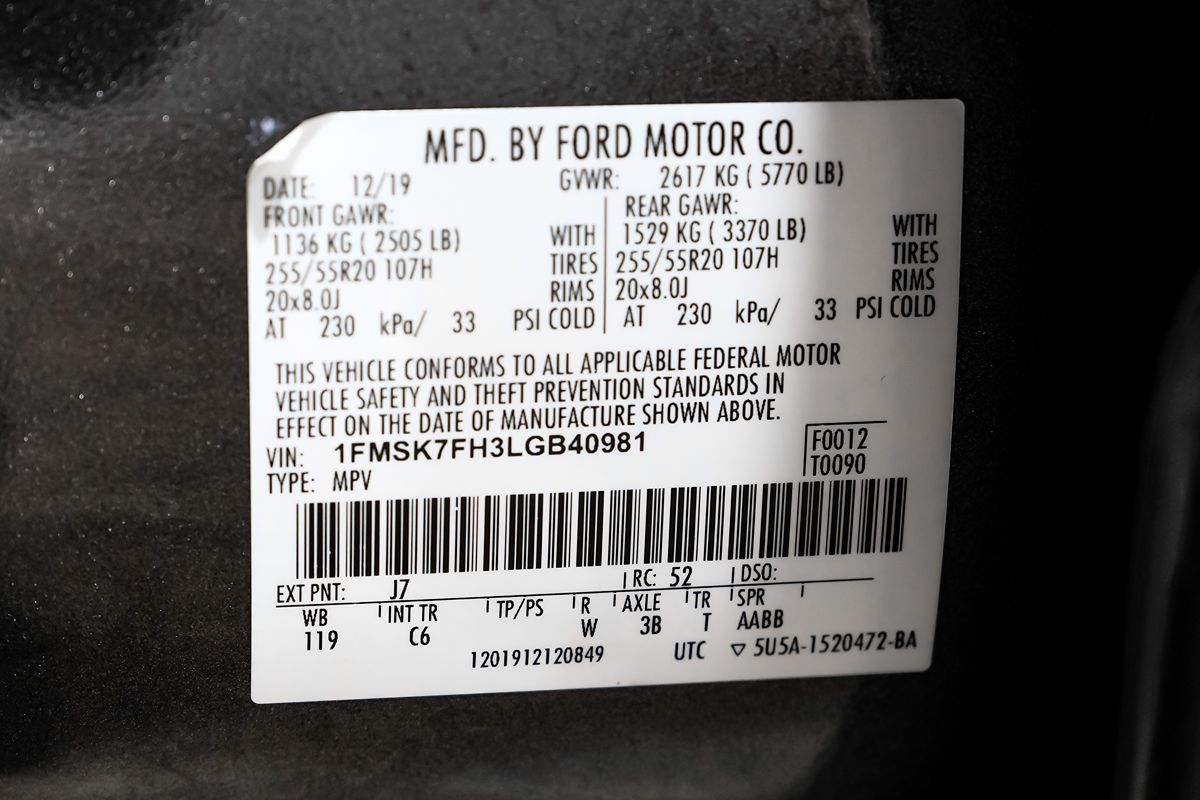 MFD. BY FORD MOTOR CO.
DATE: 12/19 GVWR: 2617 KG ( 5770 LB)
FRONT GAWR: REAR GAWR:
1136 KG ( 2505 LB) WITH 1529 KG ( 3370 LB) WITH
255/55R20 107H TIRES 255/55R20 107H TIRES
20x8.0J RIMS 20x8.0J RIMS
AT 230 kPa/ 33 PSI COLD AT 230 kPa/ 33 PSI COLD
THIS VEHICLE CONFORMS TO ALL APPLICABLE FEDERAL MOTOR
VEHICLE SAFETY AND THEFT PREVENTION STANDARDS IN
EFFECT ON THE DATE OF MANUFACTURE SHOWN ABOVE.
VIN: 1FMSK7FH3LGB40981 F0012
TYPE: MPV T0090
EXT PNT: J7 RC: 52 DSO:
WB INT TR TP/PS R AXLE TR SPR
119 C6 W 3B T AABB
1201912120849 UTC ▽ 5U5A-1520472-BA